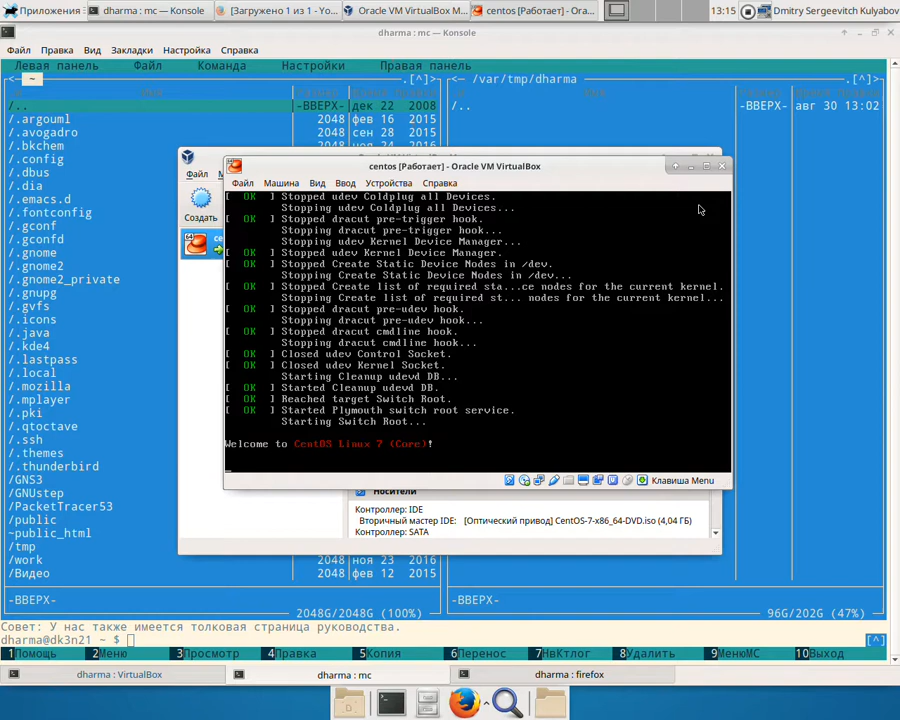 Приложения
dharma : mc — Konsole
[Загружено 1 из 1 - Yo...
Oracle VM VirtualBox M...
centos [Работает] - Ora...
13:15
Dmitry Sergeevitch Kulyabov
dharma : mc — Konsole
Файл Правка Вид Закладки Настройка Справка
Левая панель Файл Команда Настройки Правая панель
<— ~ .[^]>
<— /var/tmp/dharma .[^]>
/.. -ВВЕРХ- дек 22 2008
/.. -ВВЕРХ- авг 30 13:02
/.argouml 2048 фев 16 2015
/.avogadro 2048 сен 28 2015
/.bkchem 2048 ноя 24 2016
/.config
/.dbus
/.dia
/.emacs.d
/.fontconfig
/.gconf
/.gconfd
/.gnome
/.gnome2
/.gnome2_private
/.gnupg
/.gvfs
/.icons
/.java
/.kde4
/.lastpass
/.local
/.mozilla
/.mplayer
/.pki
/.qtoctave
/.ssh
/.themes
/.thunderbird
/GNS3
/GNUstep
/PacketTracer53
/public
~public_html
/tmp
/work 2048 ноя 23 2016
/Видео 2048 фев 12 2015
-ВВЕРХ-
2048G/2048G (100%)
-ВВЕРХ-
96G/202G (47%)
Файл
Создать
centos [Работает] - Oracle VM VirtualBox
Файл Машина Вид Ввод Устройства Справка
[ OK ] Stopped udev Coldplug all Devices.
Stopping udev Coldplug all Devices...
[ OK ] Stopped dracut pre-trigger hook.
Stopping dracut pre-trigger hook...
Stopping udev Kernel Device Manager...
[ OK ] Stopped udev Kernel Device Manager.
[ OK ] Stopped Create Static Device Nodes in /dev.
Stopping Create Static Device Nodes in /dev...
[ OK ] Stopped Create list of required sta...ce nodes for the current kernel.
Stopping Create list of required st... nodes for the current kernel...
[ OK ] Stopped dracut pre-udev hook.
Stopping dracut pre-udev hook...
[ OK ] Stopped dracut cmdline hook.
Stopping dracut cmdline hook...
[ OK ] Closed udev Control Socket.
[ OK ] Closed udev Kernel Socket.
Starting Cleanup udevd DB...
[ OK ] Started Cleanup udevd DB.
[ OK ] Reached target Switch Root.
[ OK ] Started Plymouth switch root service.
Starting Switch Root...
Welcome to CentOS Linux 7 (Core)!
Клавиша Menu
Носители
Контроллер: IDE
Вторичный мастер IDE: [Оптический привод] CentOS-7-x86_64-DVD.iso (4,04 ГБ)
Контроллер: SATA
Совет: У нас также имеется толковая страница руководства.
dharma@dk3n21 ~ $
[^]
1Помощь 2Меню 3Просмотр 4Правка 5Копия 6Перенос 7НвКтлог 8Удалить 9МенюМС 10Выход
dharma : VirtualBox
dharma : mc
dharma : firefox